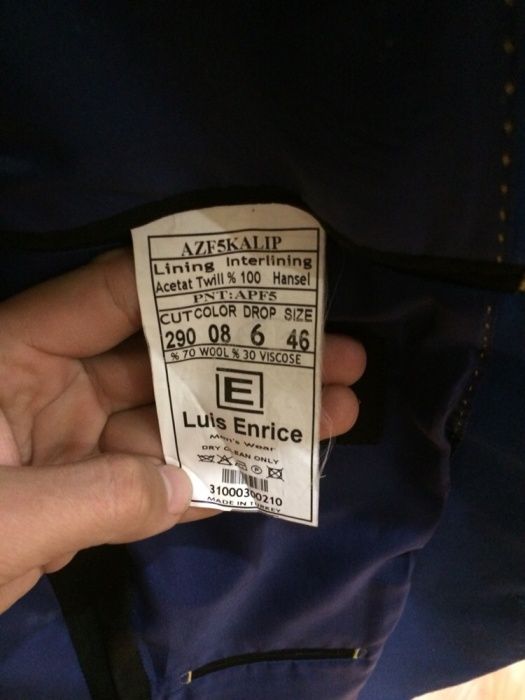 AZF5KALIP
Lining Interlining
Acetat Twill % 100 Hansel
PNT:APF5
CUT COLOR DROP SIZE
290 08 6 46
% 70 WOOL % 30 VISCOSE
E
Luis Enrice
Men's Wear
DRY CLEAN ONLY
P
31000300210
MADE IN TURKEY